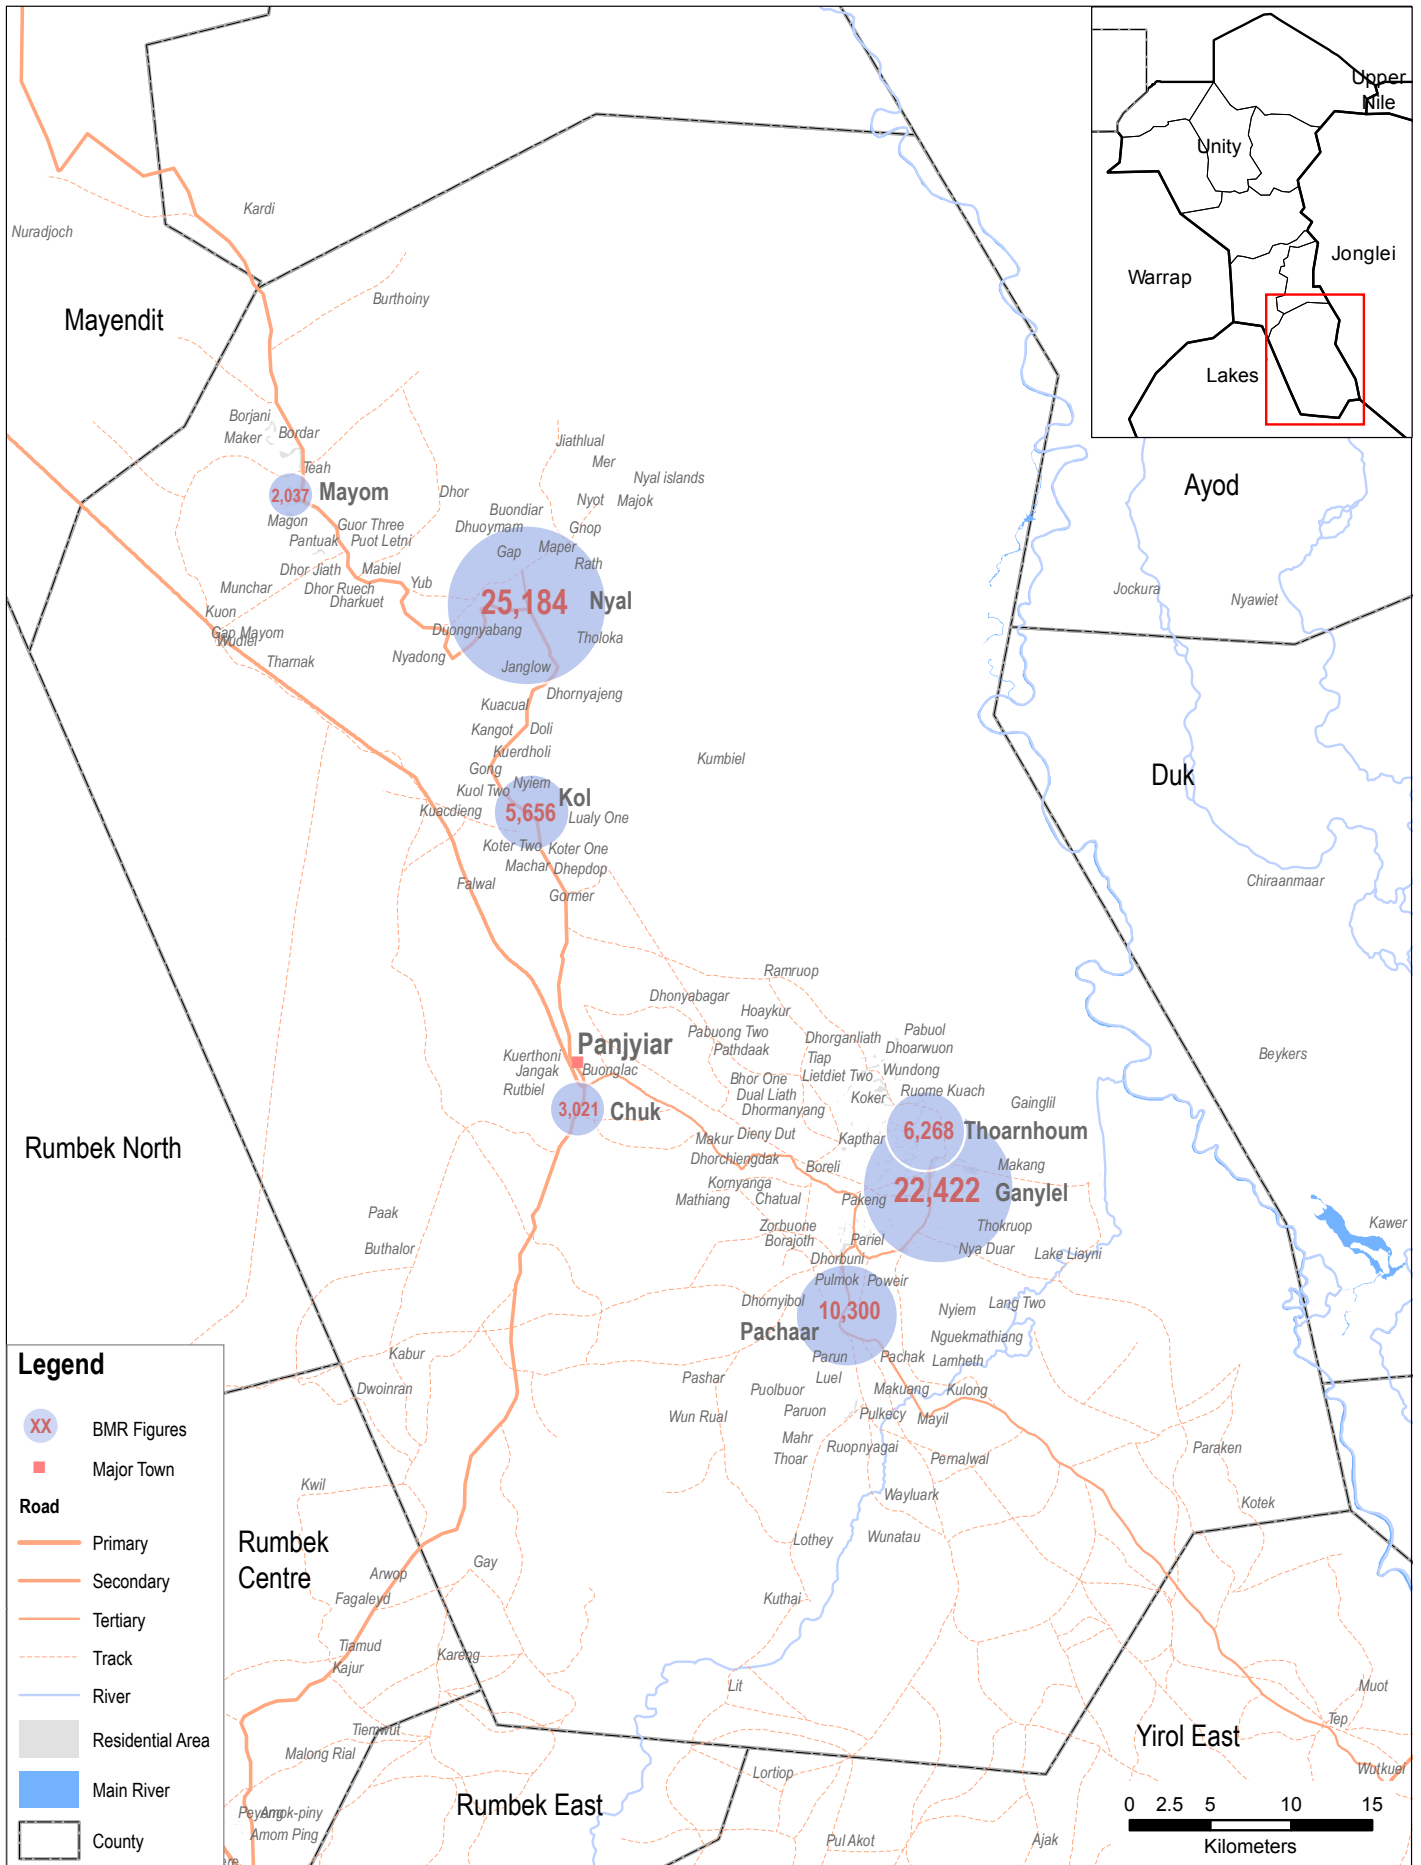 Upper
Nile
Unity
Jonglei
Warrap
Lakes
Kardi
Nuradjoch
Burthoiny
Mayendit
Borjani
Maker
Bordar
Teah
2,037
Mayom
Magon
Pantuak
Guor Three
Puot Letni
Dhor Jiath
Mabiel
Munchar
Dhor Ruech
Dharkuet
Yub
Kuon
Gap Mayom
Wudiel
Tharnak
Jiathlual
Mer
Nyal islands
Dhor
Nyot
Majok
Buondiar
Dhuoymam
Gnop
Gap
Maper
Rath
25,184
Nyal
Duongnyabang
Tholoka
Nyadong
Janglow
Dhornyajeng
Kuacual
Kangot
Doli
Kuerdholi
Gong
Nyiem
Kuol Two
Kol
Kuacdieng
5,656
Lualy One
Koter Two
Koter One
Machar
Dhepdop
Falwal
Gormer
Kumbiel
Ayod
Jockura
Nyawiet
Duk
Chiraanmaar
Beykers
Kawer
Ramruop
Dhonyabagar
Hoaykur
Pabuong Two
Pathdaak
Dhorganliath
Pabuol
Dhoarwuon
Tiap
Wundong
Lietdiet Two
Bhor One
Dual Liath
Dhormanyang
Koker
Ruome Kuach
Gainglil
Panjyiar
Kuerthoni
Jangak
Rutbiel
Buonglac
3,021
Chuk
6,268
Thoarnhoum
Makur
Dieny Dut
Kapthar
Dhorchiengdak
Boreli
Makang
22,422
Ganylel
Kornyanga
Mathiang
Chatual
Pakeng
Zorbuone
Borajoth
Pariel
Thokruop
Nya Duar
Lake Liayni
Dhorbuni
Pulmok
Poweir
Dhornyibol
10,300
Pachaar
Nyiem
Lang Two
Nguekmathiang
Parun
Pachak
Lamheth
Luel
Pashar
Puolbuor
Makuang
Kulong
Wun Rual
Paruon
Pulkecy
Mayil
Mahr
Ruopnyagai
Thoar
Pernalwal
Paraken
Kotek
Wayluark
Lothey
Wunatau
Kuthai
Rumbek North
Paak
Buthalor
Kabur
Dwoinran
Kwil
Rumbek
Centre
Gay
Arwop
Fagaleyd
Tiamud
Kajur
Kareng
Tiemwut
Malong Rial
Peyeng
Amok-piny
Amom Ping
Rumbek East
Lit
Lortiop
Pul Akot
Ajak
Yirol East
Muot
Tep
Wutkuer
Legend
XX
BMR Figures
Major Town
Road
Primary
Secondary
Tertiary
Track
River
Residential Area
Main River
County
0 2.5 5 10 15
Kilometers